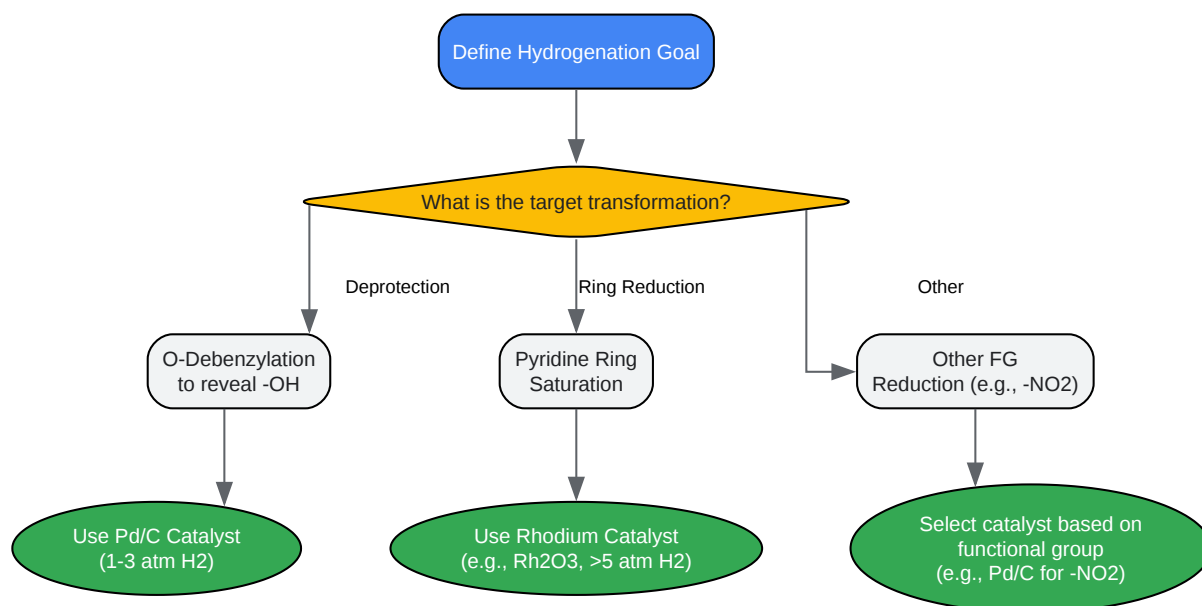 Define Hydrogenation Goal
What is the target transformation?
Deprotection
Ring Reduction
Other
O-Debenzylation
to reveal -OH
Pyridine Ring
Saturation
Other FG
Reduction (e.g., -NO2)
Use Pd/C Catalyst
(1-3 atm H2)
Use Rhodium Catalyst
(e.g., Rh2O3, >5 atm H2)
Select catalyst based on
functional group
(e.g., Pd/C for -NO2)